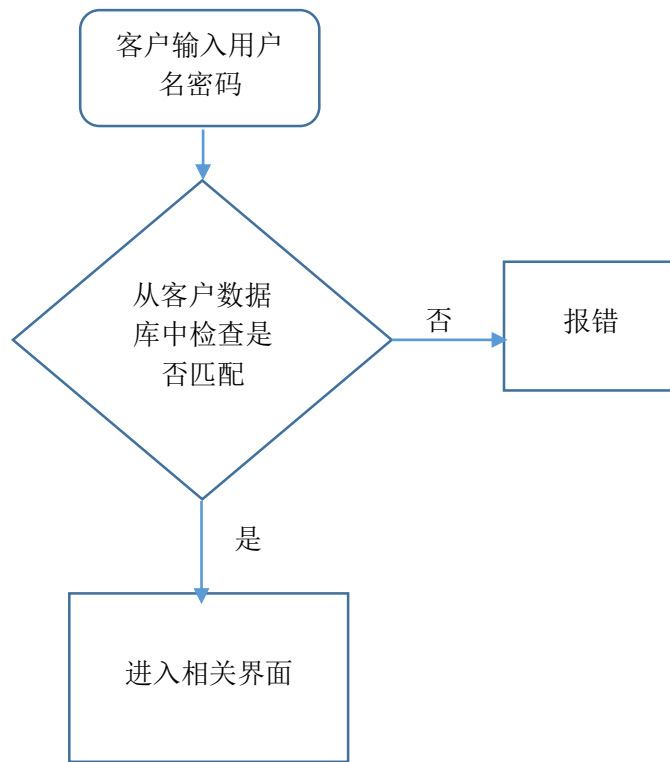 客户输入用户
名密码
从客户数据
库中检查是
否匹配
否
报错
是
进入相关界面